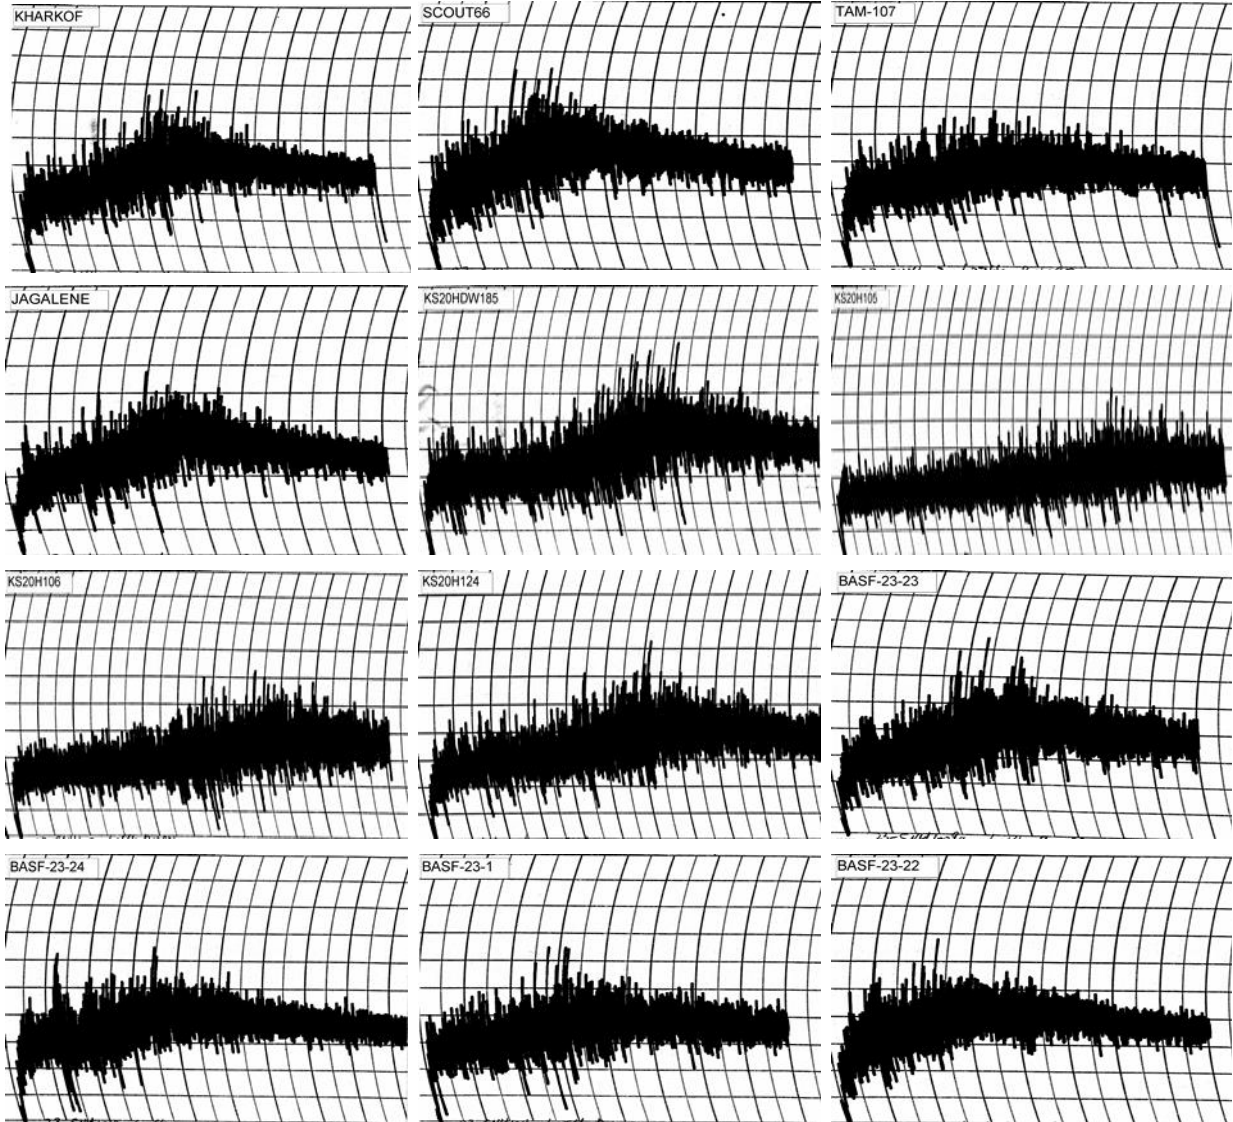 KHARKOF
SCOUT66
TAM-107
JAGALENE
KS20HDW185
KS20H105
KS20H106
KS20H124
BASF-23-23
BASF-23-24
BASF-23-1
BASF-23-22